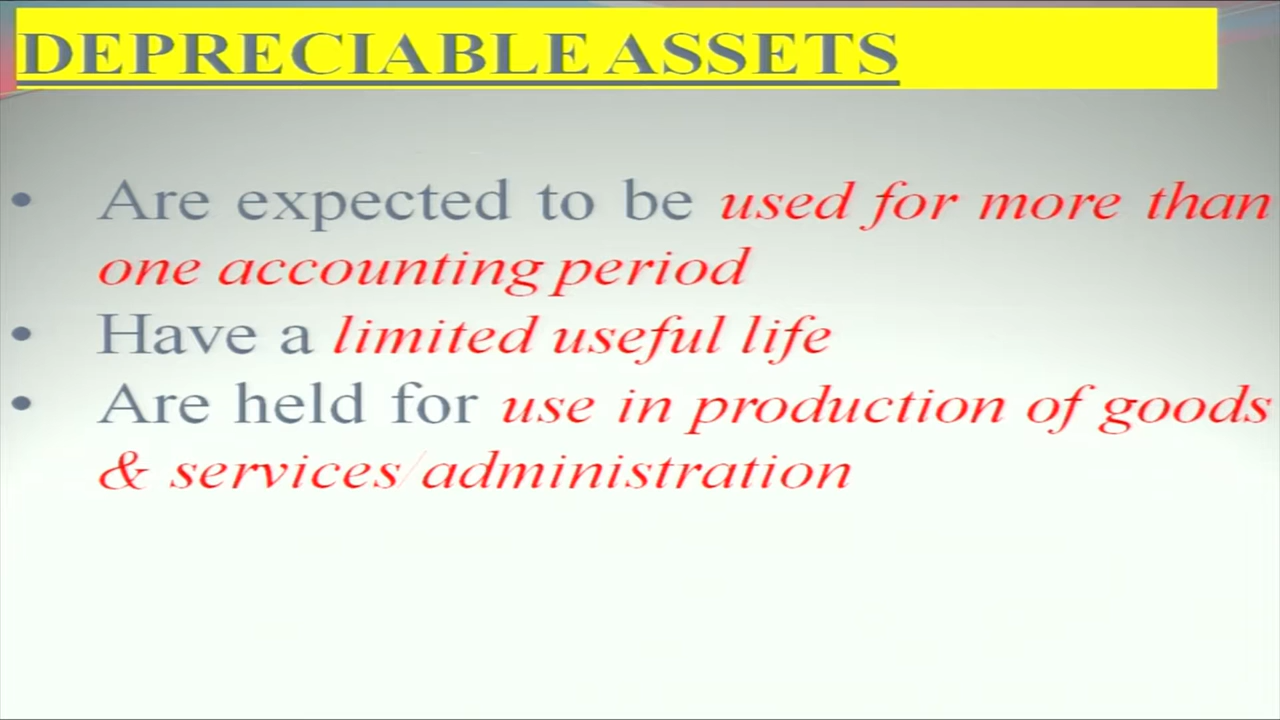 DEPRECIABLE ASSETS
• Are expected to be used for more than
one accounting period
• Have a limited useful life
• Are held for use in production of goods
& services/administration